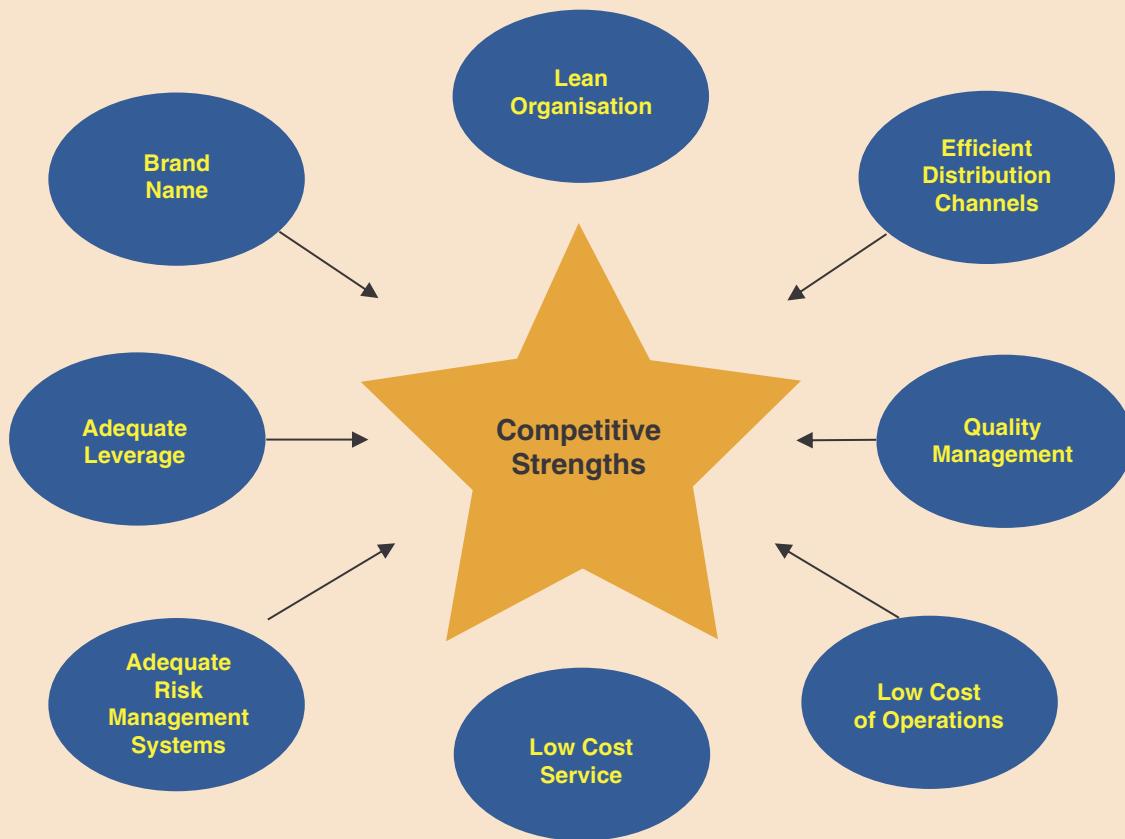 Lean
Organisation
Brand
Name
Efficient
Distribution
Channels
Adequate
Leverage
Competitive
Strengths
Quality
Management
Adequate
Risk
Management
Systems
Low Cost
Service
Low Cost
of Operations